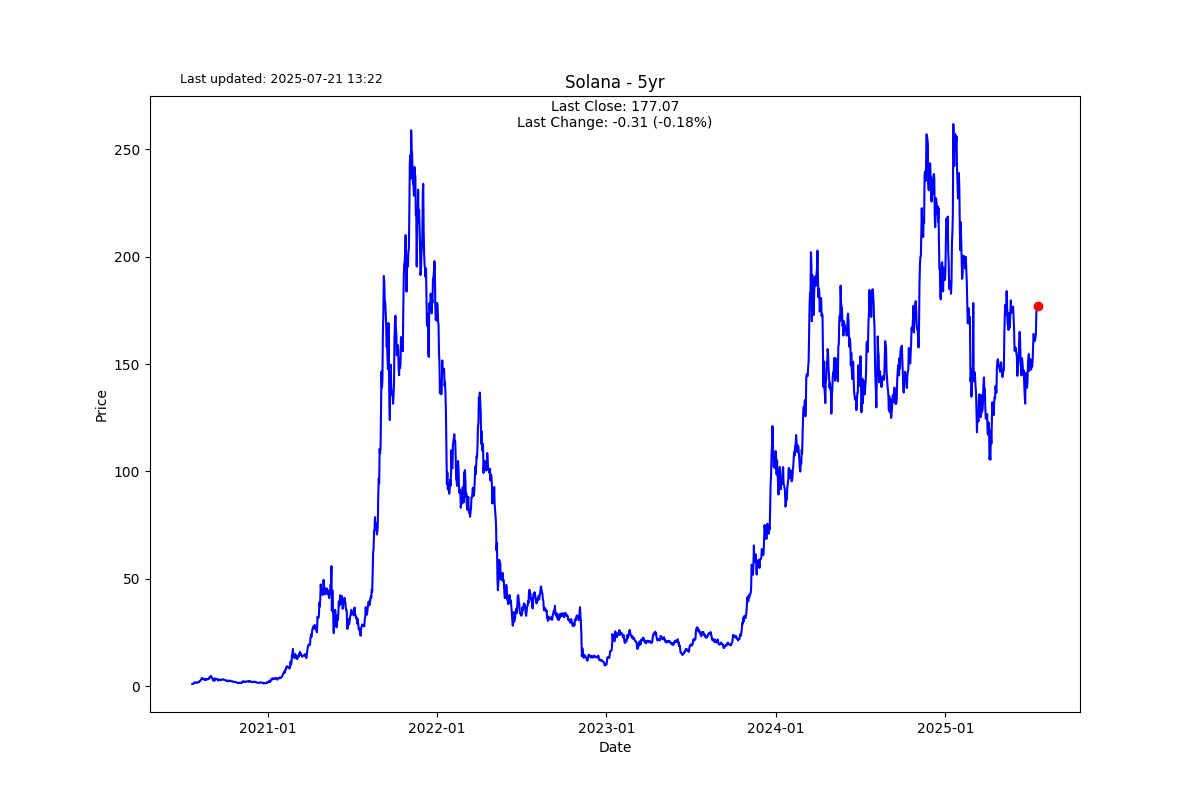 Last updated: 2025-07-21 13:22
Solana - 5yr
Last Close: 177.07
Last Change: -0.31 (-0.18%)
250
200
150
100
50
0
Price
2021-01
2022-01
2023-01
2024-01
2025-01
Date